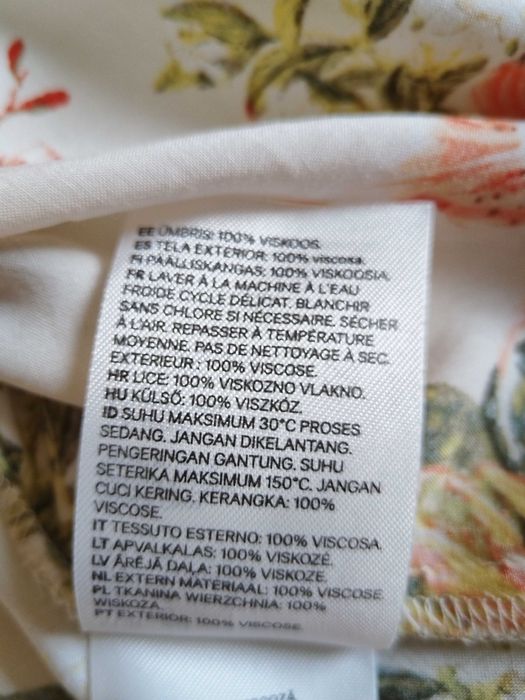 EE ÜMBRIS: 100% VISKOOS.
ES TELA EXTERIOR: 100% viscosa.
FI PÄÄLLISKANGAS: 100% VISKOOSIA.
FR LAVER À LA MACHINE À L'EAU
FROIDE CYCLE DÉLICAT. BLANCHIR
SANS CHLORE SI NÉCESSAIRE. SÉCHER
À L'AIR. REPASSER À TEMPÉRATURE
MOYENNE. PAS DE NETTOYAGE À SEC.
EXTÉRIEUR : 100% VISCOSE.
HR LICE: 100% VISKOZNO VLAKNO.
HU KÜLSŐ: 100% VISZKÓZ.
ID SUHU MAKSIMUM 30°C PROSES
SEDANG. JANGAN DIKELANTANG.
PENGERINGAN GANTUNG. SUHU
SETERIKA MAKSIMUM 150°C. JANGAN
CUCI KERING. KERANGKA: 100%
VISCOSE.
IT TESSUTO ESTERNO: 100% VISCOSA.
LT APVALKALAS: 100% VISKOZĖ.
LV ĀRĒJĀ DAĻA: 100% VISKOZE.
NL EXTERN MATERIAAL: 100% VISCOSE
PL TKANINA WIERZCHNIA: 100%
WISKOZA.
PT EXTERIOR: 100% VISCOSE